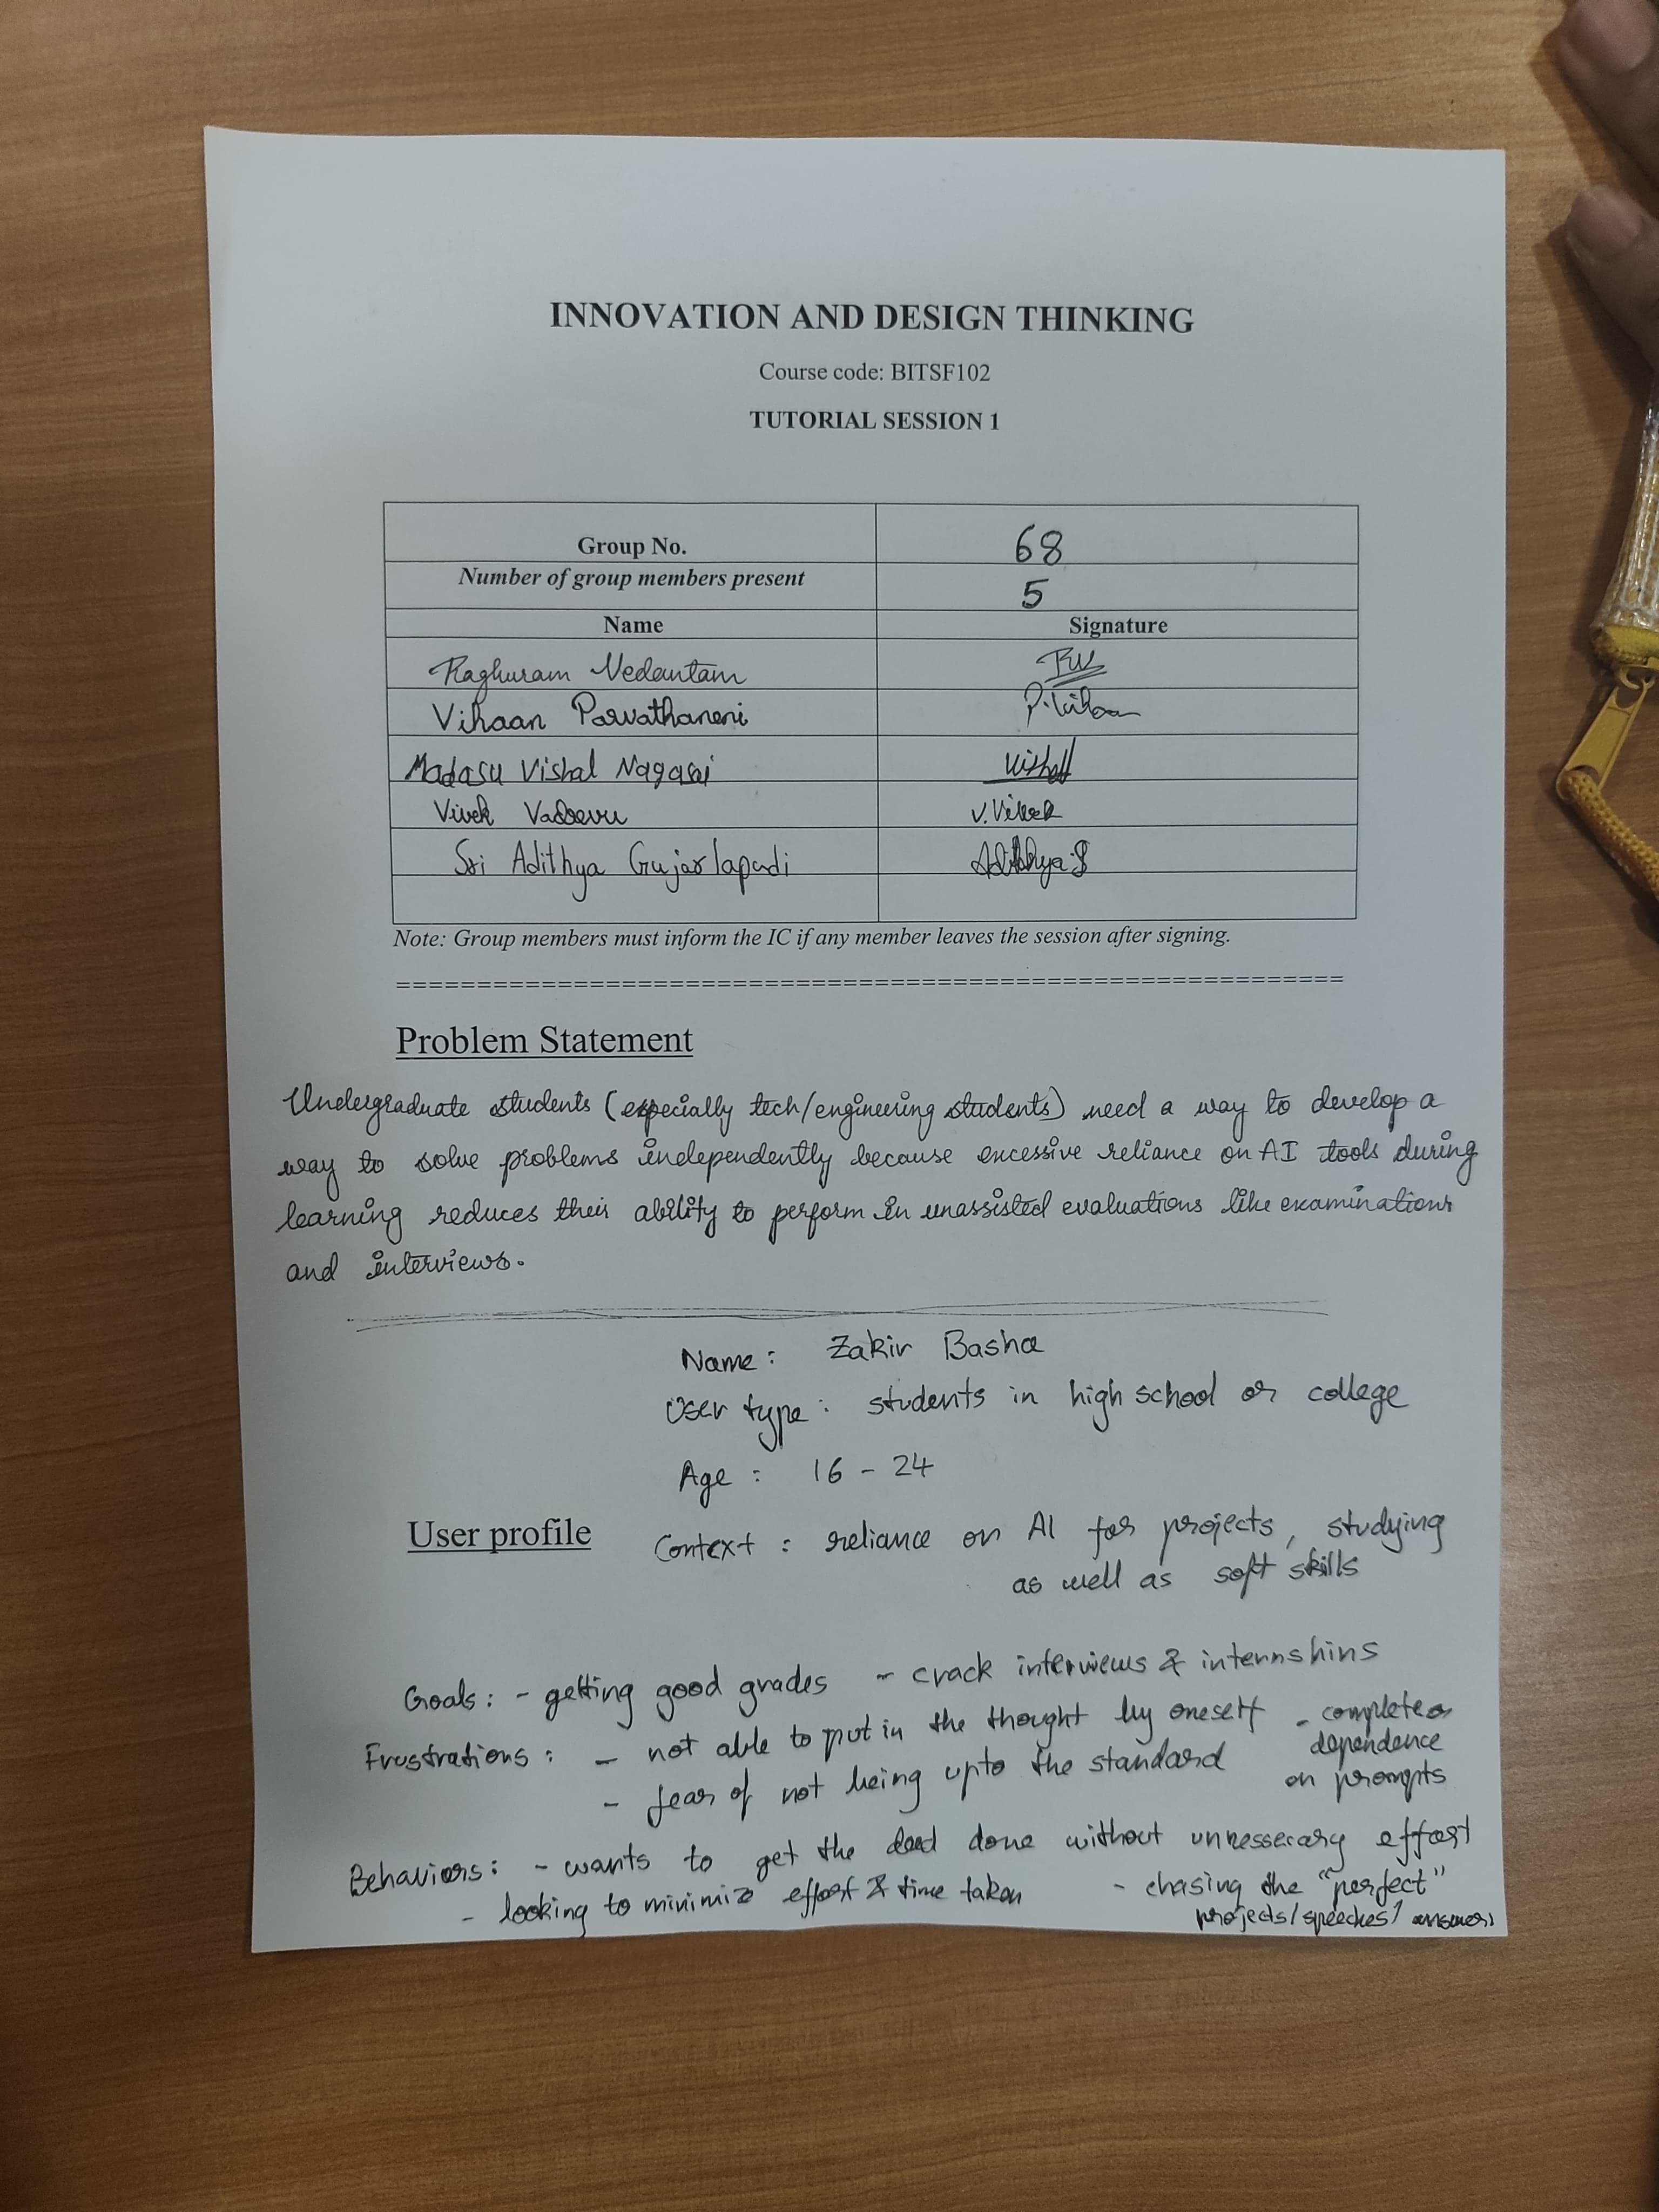 INNOVATION AND DESIGN THINKING
Course code: BITSF102
TUTORIAL SESSION 1
Group No. 68
Number of group members present 5
Name Signature
Raghuram Vedantam
Vihaan Parvathaneni P.Vihaan
Madasu Vishal Nagasai Vishal
Vivek Vadrevu V.Vivek
Sri Adithya Gujarlapudi Adithya.S
Note: Group members must inform the IC if any member leaves the session after signing.
==========================================================
Problem Statement
Undergraduate students (especially tech/engineering students) need a way to develop a
way to solve problems independently because excessive reliance on AI tools during
learning reduces their ability to perform in unassisted evaluations like examinations
and interviews.
Name: Zakir Basha
User type: students in high school or college
Age: 16 - 24
User profile
Context: reliance on AI for projects, studying
as well as soft skills
Goals: - getting good grades - crack interviews & internships
Frustrations: - not able to put in the thought by oneself - complete
dependence
on prompts
- fear of not being upto the standard
Behaviors: - wants to get the deed done without unnessecary effort
- looking to minimiz effort & time taken - chasing the "perfect"
projects/speeches/answers